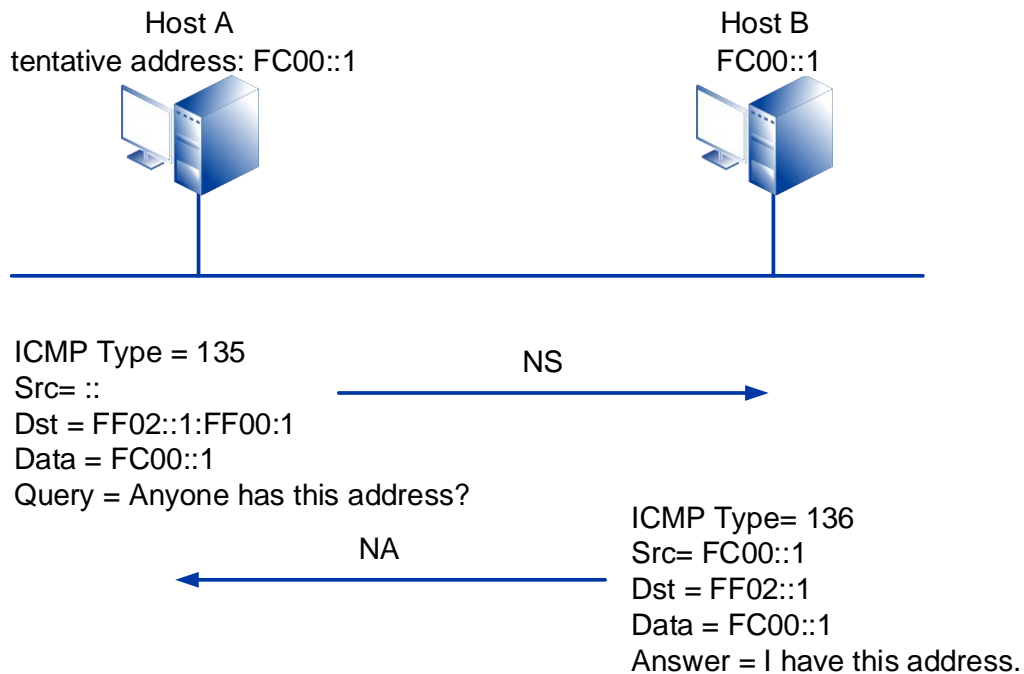 Host A
tentative address: FC00::1
Host B
FC00::1
ICMP Type = 135
Src= ::
Dst = FF02::1:FF00:1
Data = FC00::1
Query = Anyone has this address?
NS
NA
ICMP Type= 136
Src= FC00::1
Dst = FF02::1
Data = FC00::1
Answer = I have this address.